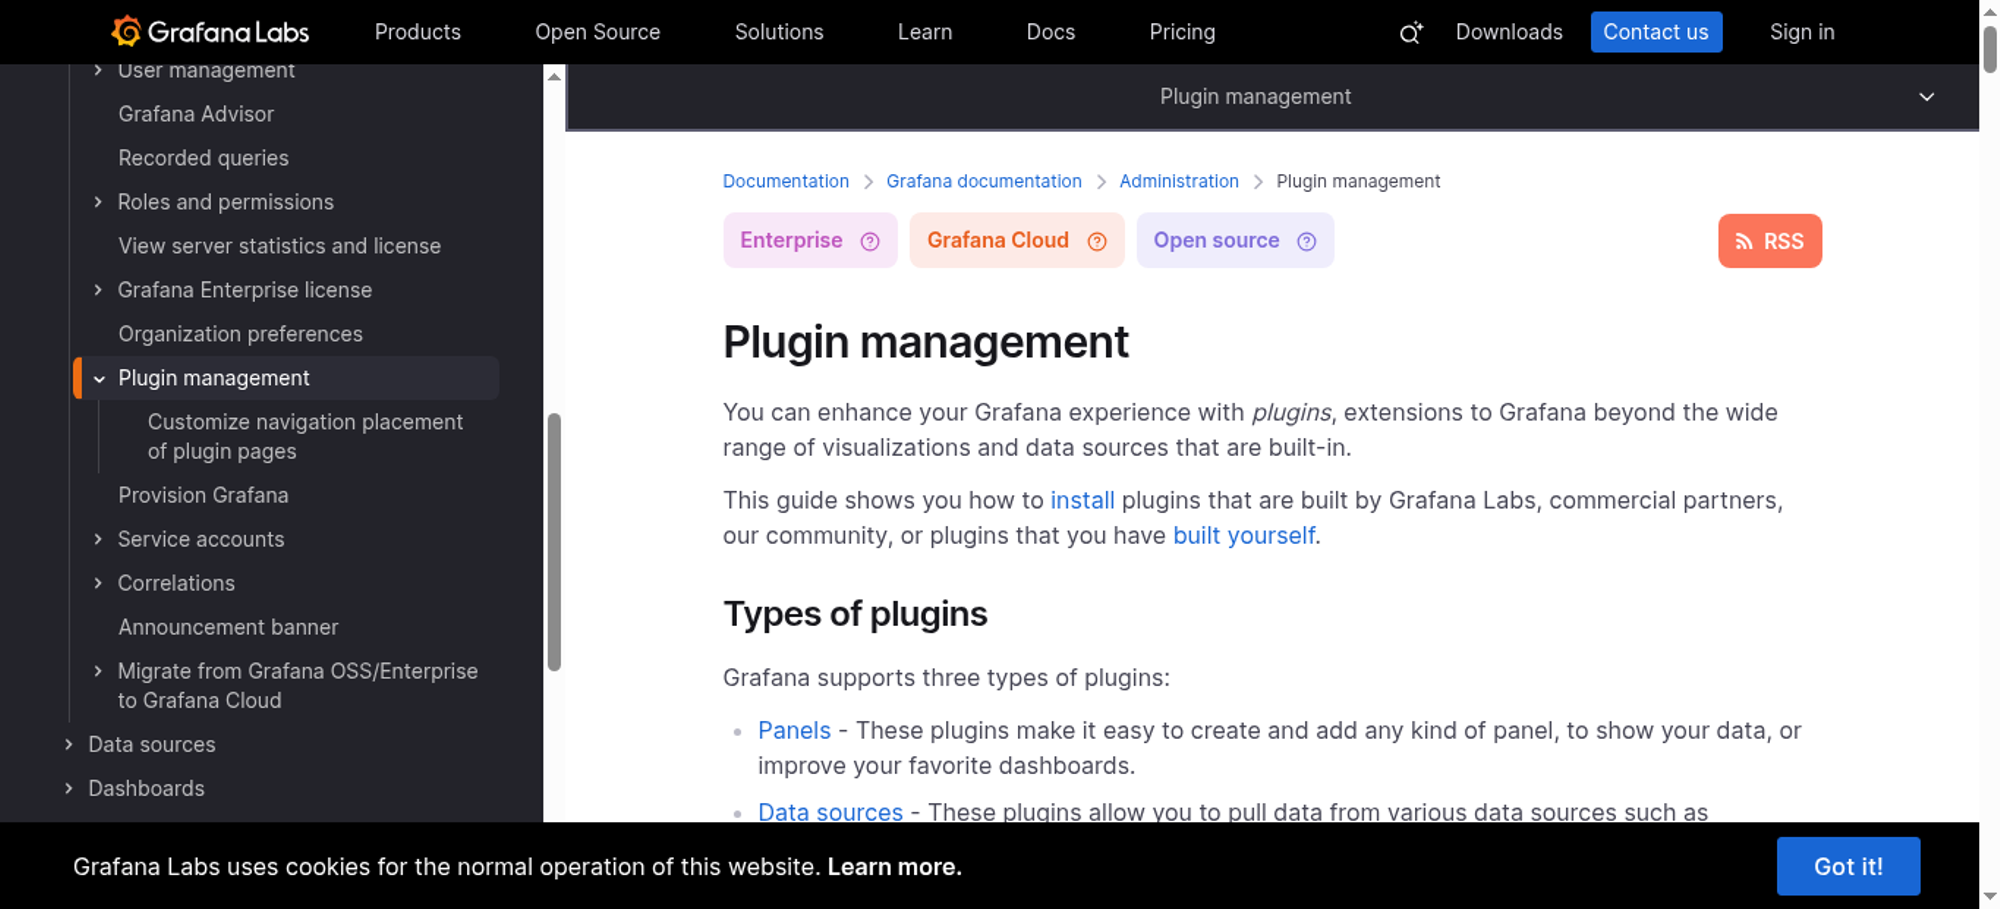 Grafana Labs Products Open Source Solutions Learn Docs Pricing Downloads Contact us Sign in
User management
Grafana Advisor
Recorded queries
Roles and permissions
View server statistics and license
Grafana Enterprise license
Organization preferences
Plugin management
Customize navigation placement
of plugin pages
Provision Grafana
Service accounts
Correlations
Announcement banner
Migrate from Grafana OSS/Enterprise
to Grafana Cloud
Data sources
Dashboards
Plugin management
Documentation > Grafana documentation > Administration > Plugin management
Enterprise ? Grafana Cloud ? Open source ? RSS
Plugin management
You can enhance your Grafana experience with plugins, extensions to Grafana beyond the wide
range of visualizations and data sources that are built-in.
This guide shows you how to install plugins that are built by Grafana Labs, commercial partners,
our community, or plugins that you have built yourself.
Types of plugins
Grafana supports three types of plugins:
• Panels - These plugins make it easy to create and add any kind of panel, to show your data, or
improve your favorite dashboards.
• Data sources - These plugins allow you to pull data from various data sources such as
Grafana Labs uses cookies for the normal operation of this website. Learn more. Got it!